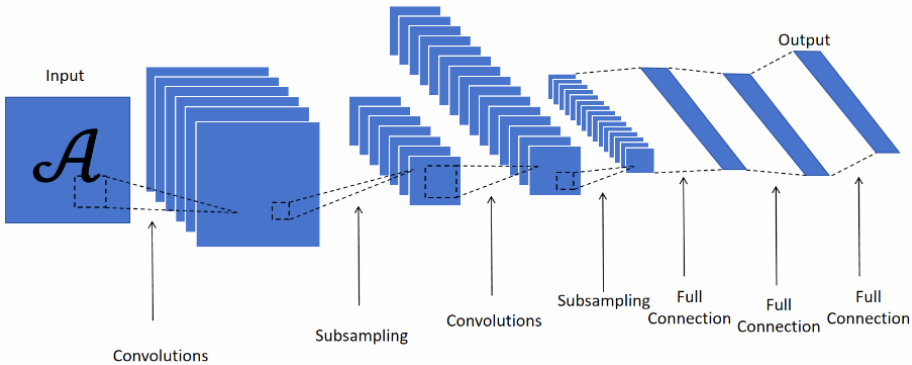 Output
Input
A
Convolutions
Subsampling
Convolutions
Subsampling
Full
Connection
Full
Connection
Full
Connection